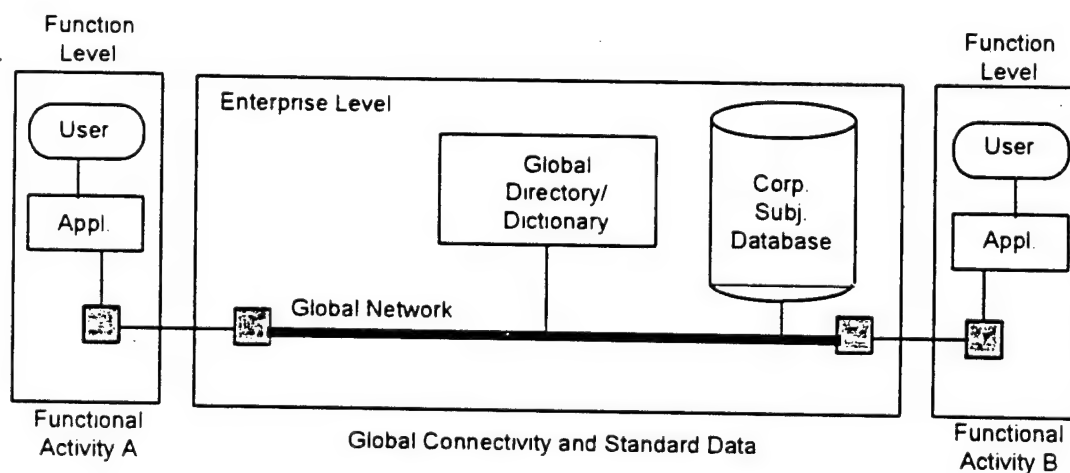 Function
Level
User
Appl.
Functional
Activity A
Enterprise Level
Global
Directory/
Dictionary
Corp.
Subj.
Database
Global Network
Global Connectivity and Standard Data
Function
Level
User
Appl.
Functional
Activity B